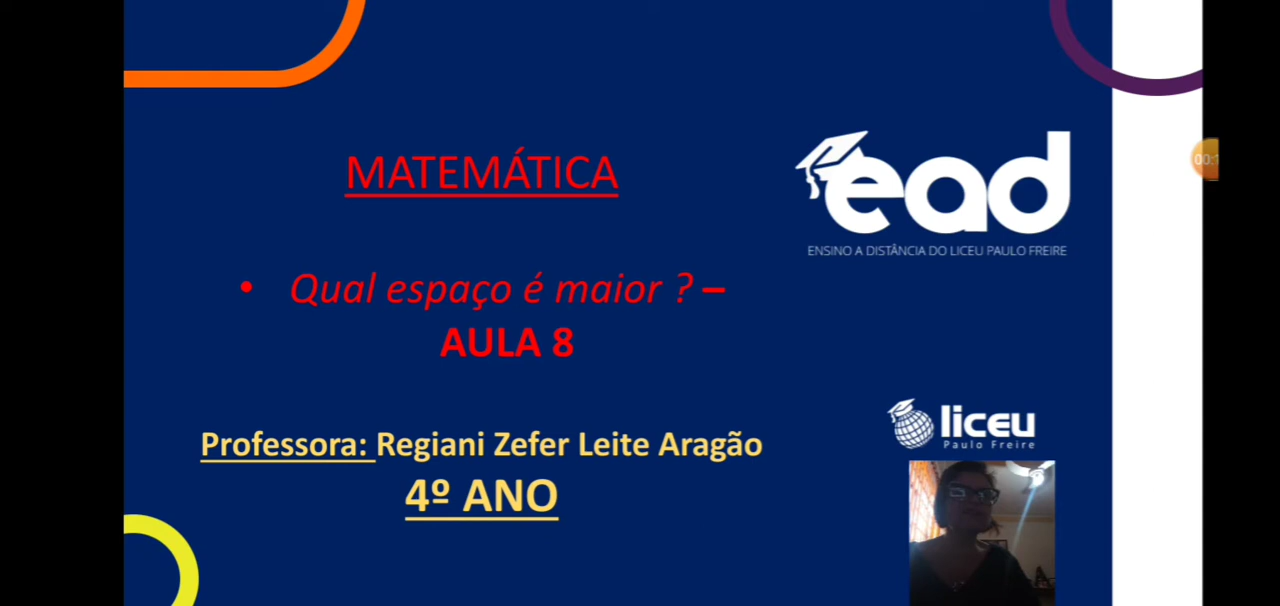 MATEMÁTICA
ead
ENSINO A DISTÂNCIA DO LICEU PAULO FREIRE
• Qual espaço é maior ? –
AULA 8
liceu
Paulo Freire
Professora: Regiani Zefer Leite Aragão
4º ANO